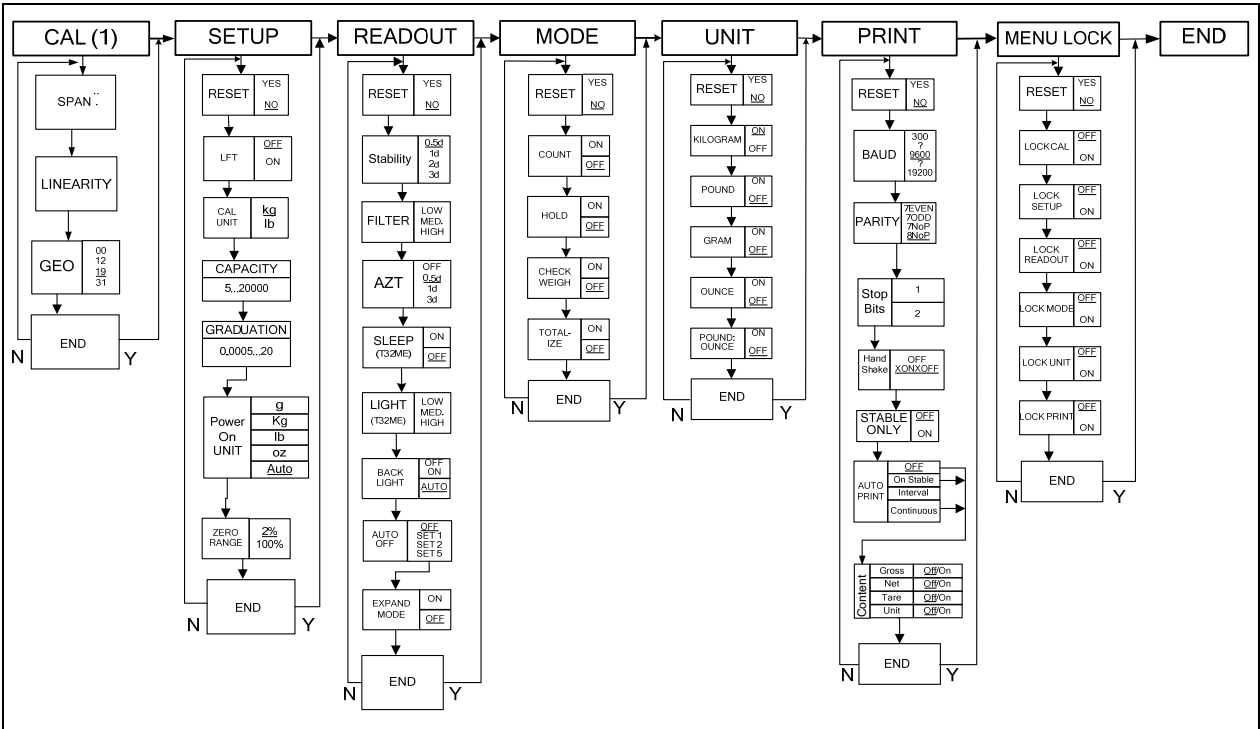 CAL (1)
SETUP
READOUT
MODE
UNIT
PRINT
MENU LOCK
END
SPAN
LINEARITY
GEO
00
12
19
31
N
END
Y
RESET
YES
NO
LFT
OFF
ON
CAL
UNIT
kg
lb
CAPACITY
5...20000
GRADUATION
0.0005...20
Power
On
UNIT
g
Kg
lb
oz
Auto
ZERO
RANGE
2%
100%
N
END
Y
RESET
YES
NO
Stability
0.5d
1d
2d
3d
FILTER
LOW
MED.
HIGH
AZT
OFF
0.5d
1d
3d
SLEEP
(T32ME)
ON
OFF
LIGHT
(T32ME)
LOW
MED.
HIGH
BACK
LIGHT
OFF
ON
AUTO
AUTO
OFF
OFF
SET 1
SET 2
SET 5
EXPAND
MODE
ON
OFF
N
END
Y
RESET
YES
NO
COUNT
ON
OFF
HOLD
ON
OFF
CHECK
WEIGH
ON
OFF
TOTAL-
IZE
ON
OFF
N
END
Y
RESET
YES
NO
KILOGRAM
ON
OFF
POUND
ON
OFF
GRAM
ON
OFF
OUNCE
ON
OFF
POUND:
OUNCE
ON
OFF
N
END
Y
RESET
YES
NO
BAUD
300
?
9600
?
19200
PARITY
7EVEN
7ODD
7NoP
8NoP
Stop
Bits
1
2
Hand
Shake
OFF
XONXOFF
STABLE
ONLY
OFF
ON
AUTO
PRINT
OFF
On Stable
Interval
Continuous
Content
Gross
Off/On
Net
Off/On
Tare
Off/On
Unit
Off/On
N
END
Y
RESET
YES
NO
LOCK CAL
OFF
ON
LOCK
SETUP
OFF
ON
LOCK
READOUT
OFF
ON
LOCK MODE
OFF
ON
LOCK UNIT
OFF
ON
LOCK PRINT
OFF
ON
N
END
Y